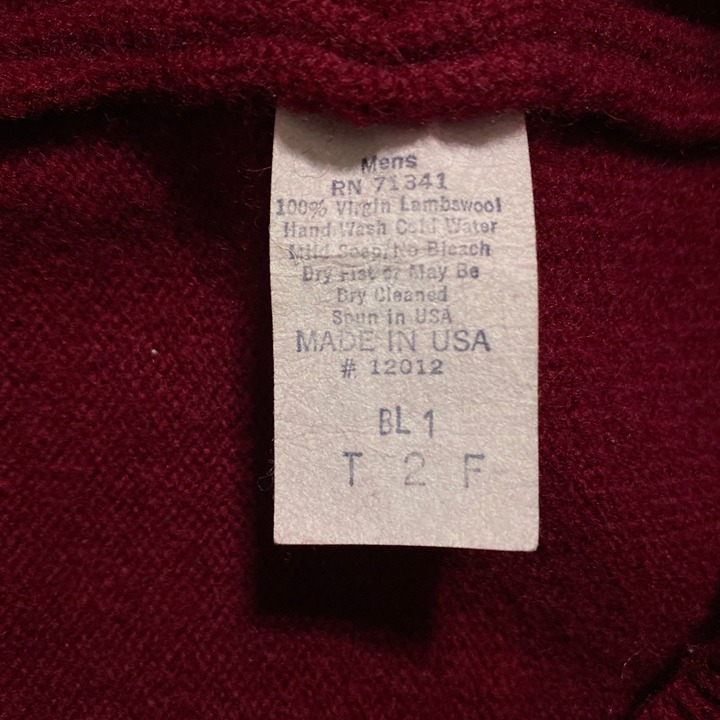 Mens
RN 71341
100% Virgin Lambswool
Hand Wash Cold Water
Mild Soap/No Bleach
Dry Flat or May Be
Dry Cleaned
Spun in USA
MADE IN USA
# 12012
BL 1
T 2 F